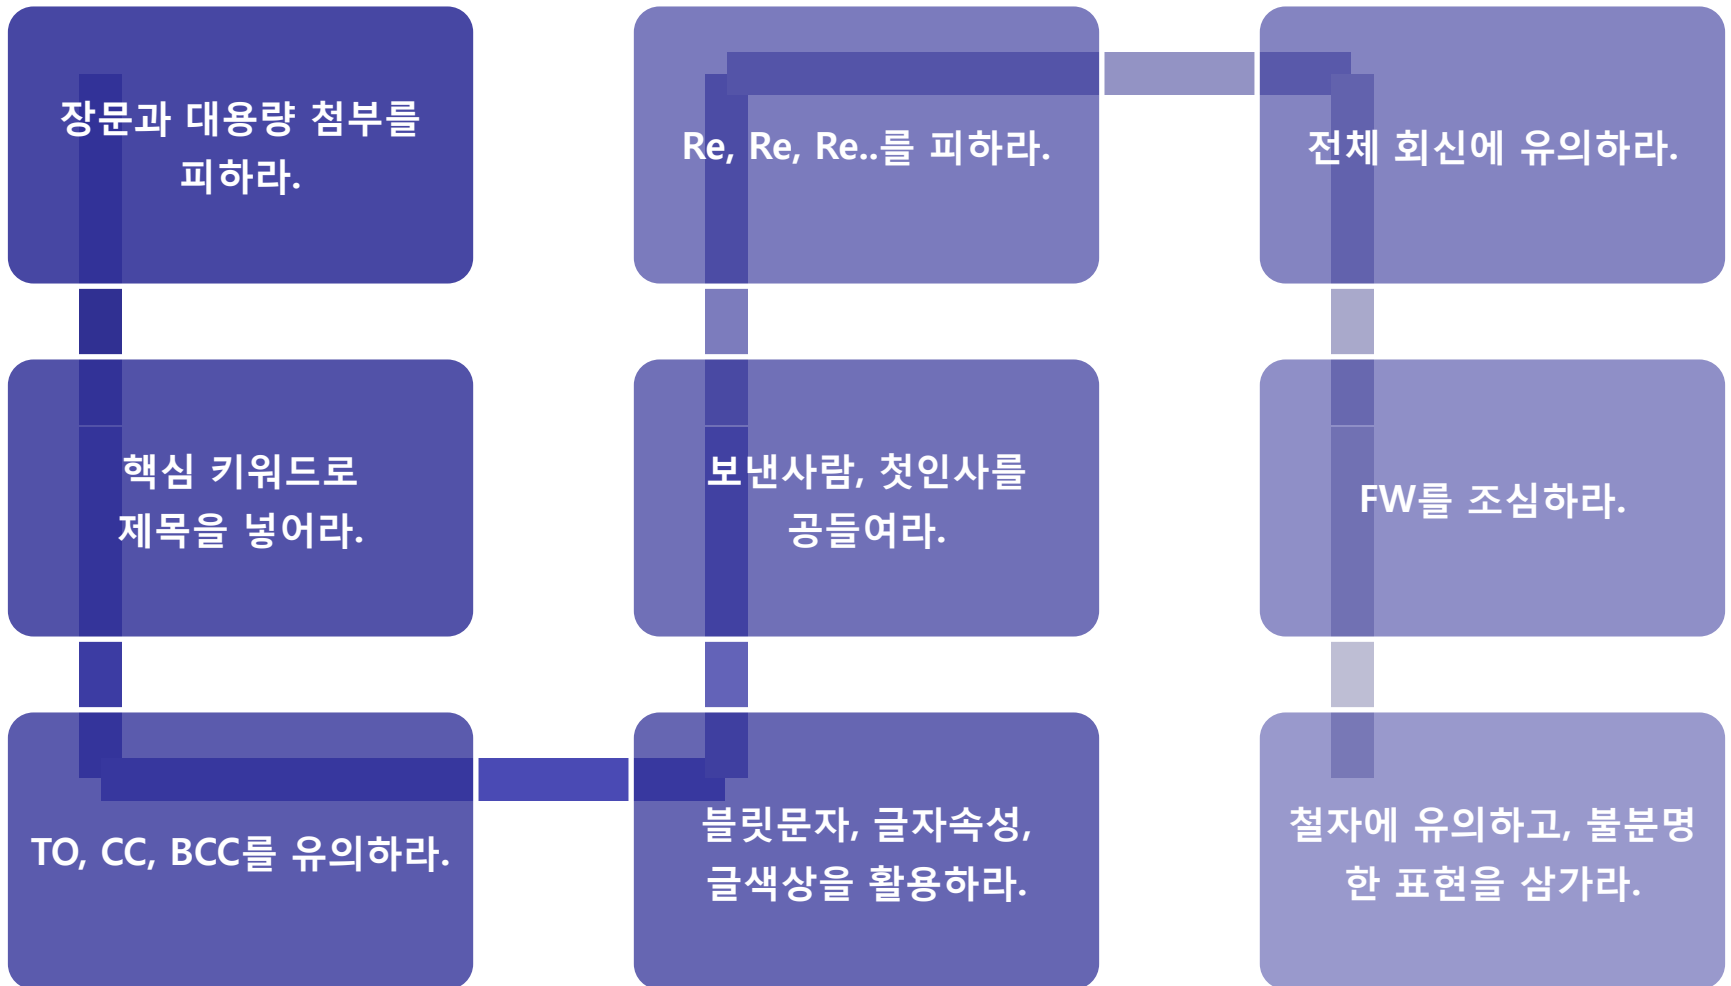 장문과 대용량 첨부를
피하라.
핵심 키워드로
제목을 넣어라.
TO, CC, BCC를 유의하라.
블릿문자, 글자속성,
글색상을 활용하라.
보낸사람, 첫인사를
공들여라.
Re, Re, Re..를 피하라.
전체 회신에 유의하라.
FW를 조심하라.
철자에 유의하고, 불분명
한 표현을 삼가라.